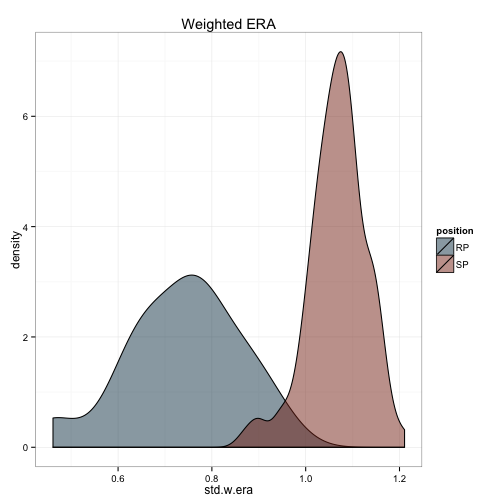 Weighted ERA
density
6
4
2
0
0.6 0.8 1.0 1.2
std.w.era
position
RP
SP